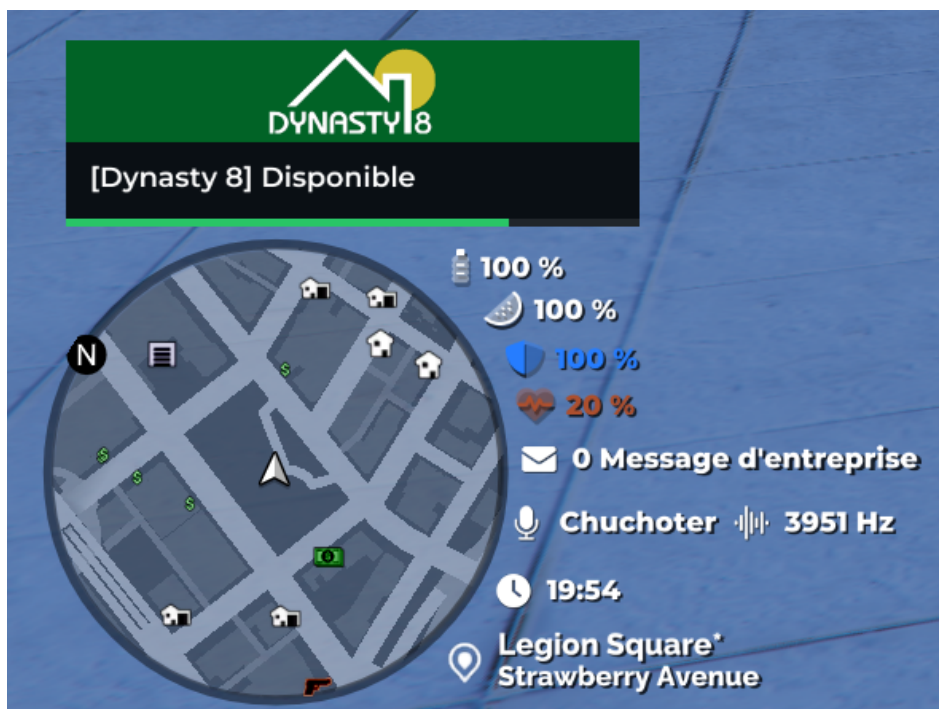 DYNASTY 8
[Dynasty 8] Disponible
100 %
100 %
100 %
20 %
0 Message d'entreprise
Chuchoter 3951 Hz
19:54
Legion Square*
Strawberry Avenue
N
$
$
$
$